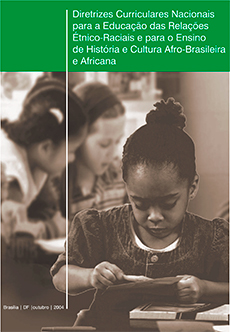 Diretrizes Curriculares Nacionais
para a Educação das Relações
Étnico-Raciais e para o Ensino
de História e Cultura Afro-Brasileira
e Africana
Brasília | DF |outubro | 2004